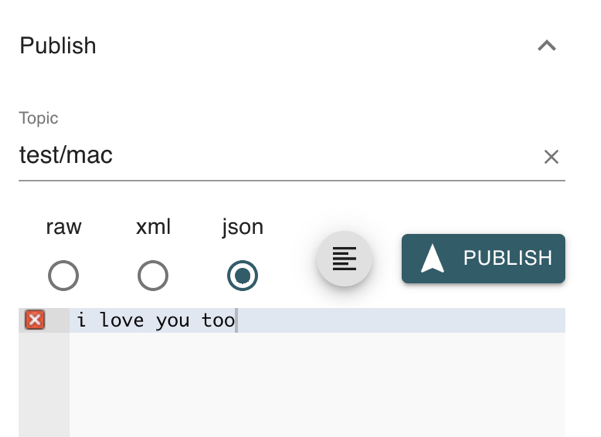 Publish
Topic
test/mac
raw xml json
PUBLISH
i love you too